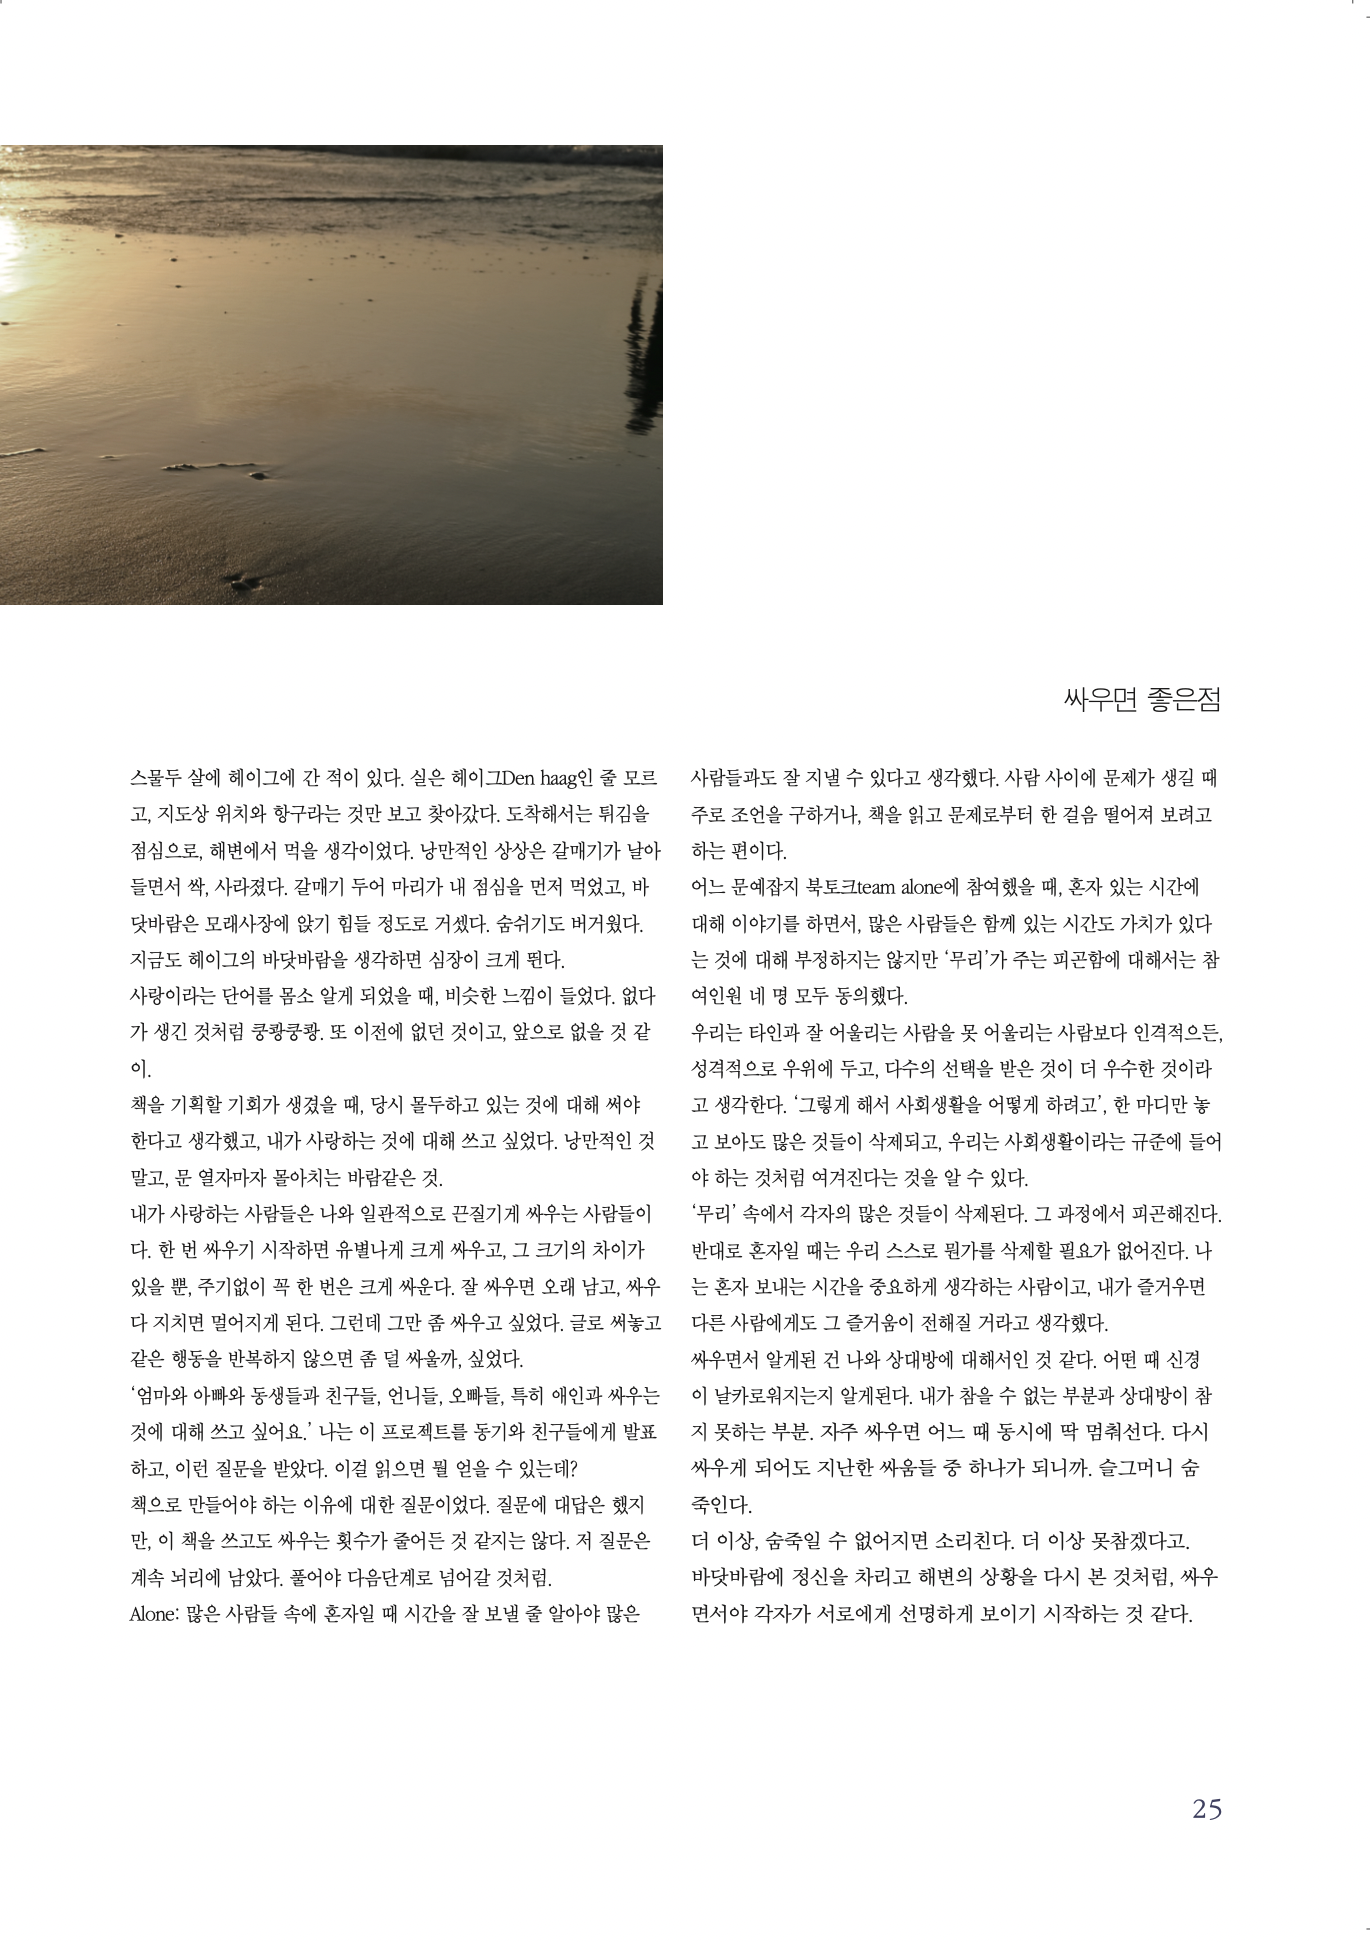 싸우면 좋은점
스물두 살에 헤이그에 간 적이 있다. 실은 헤이그Den haag인 줄 모르
고, 지도상 위치와 항구라는 것만 보고 찾아갔다. 도착해서는 튀김을
점심으로, 해변에서 먹을 생각이었다. 낭만적인 상상은 갈매기가 날아
들면서 싹, 사라졌다. 갈매기 두어 마리가 내 점심을 먼저 먹었고, 바
닷바람은 모래사장에 앉기 힘들 정도로 거셌다. 숨쉬기도 버거웠다.
지금도 헤이그의 바닷바람을 생각하면 심장이 크게 뛴다.
사랑이라는 단어를 몸소 알게 되었을 때, 비슷한 느낌이 들었다. 없다
가 생긴 것처럼 쿵쾅쿵쾅. 또 이전에 없던 것이고, 앞으로 없을 것 같
이.
책을 기획할 기회가 생겼을 때, 당시 몰두하고 있는 것에 대해 써야
한다고 생각했고, 내가 사랑하는 것에 대해 쓰고 싶었다. 낭만적인 것
말고, 문 열자마자 몰아치는 바람같은 것.
내가 사랑하는 사람들은 나와 일관적으로 끈질기게 싸우는 사람들이
다. 한 번 싸우기 시작하면 유별나게 크게 싸우고, 그 크기의 차이가
있을 뿐, 주기없이 꼭 한 번은 크게 싸운다. 잘 싸우면 오래 남고, 싸우
다 지치면 멀어지게 된다. 그런데 그만 좀 싸우고 싶었다. 글로 써놓고
같은 행동을 반복하지 않으면 좀 덜 싸울까, 싶었다.
‘엄마와 아빠와 동생들과 친구들, 언니들, 오빠들, 특히 애인과 싸우는
것에 대해 쓰고 싶어요.’ 나는 이 프로젝트를 동기와 친구들에게 발표
하고, 이런 질문을 받았다. 이걸 읽으면 뭘 얻을 수 있는데?
책으로 만들어야 하는 이유에 대한 질문이었다. 질문에 대답은 했지
만, 이 책을 쓰고도 싸우는 횟수가 줄어든 것 같지는 않다. 저 질문은
계속 뇌리에 남았다. 풀어야 다음단계로 넘어갈 것처럼.
Alone: 많은 사람들 속에 혼자일 때 시간을 잘 보낼 줄 알아야 많은
사람들과도 잘 지낼 수 있다고 생각했다. 사람 사이에 문제가 생길 때
주로 조언을 구하거나, 책을 읽고 문제로부터 한 걸음 떨어져 보려고
하는 편이다.
어느 문예잡지 북토크team alone에 참여했을 때, 혼자 있는 시간에
대해 이야기를 하면서, 많은 사람들은 함께 있는 시간도 가치가 있다
는 것에 대해 부정하지는 않지만 ‘무리’가 주는 피곤함에 대해서는 참
여인원 네 명 모두 동의했다.
우리는 타인과 잘 어울리는 사람을 못 어울리는 사람보다 인격적으든,
성격적으로 우위에 두고, 다수의 선택을 받은 것이 더 우수한 것이라
고 생각한다. ‘그렇게 해서 사회생활을 어떻게 하려고’, 한 마디만 놓
고 보아도 많은 것들이 삭제되고, 우리는 사회생활이라는 규준에 들어
야 하는 것처럼 여겨진다는 것을 알 수 있다.
‘무리’ 속에서 각자의 많은 것들이 삭제된다. 그 과정에서 피곤해진다.
반대로 혼자일 때는 우리 스스로 뭔가를 삭제할 필요가 없어진다. 나
는 혼자 보내는 시간을 중요하게 생각하는 사람이고, 내가 즐거우면
다른 사람에게도 그 즐거움이 전해질 거라고 생각했다.
싸우면서 알게된 건 나와 상대방에 대해서인 것 같다. 어떤 때 신경
이 날카로워지는지 알게된다. 내가 참을 수 없는 부분과 상대방이 참
지 못하는 부분. 자주 싸우면 어느 때 동시에 딱 멈춰선다. 다시
싸우게 되어도 지난한 싸움들 중 하나가 되니까. 슬그머니 숨
죽인다.
더 이상, 숨죽일 수 없어지면 소리친다. 더 이상 못참겠다고.
바닷바람에 정신을 차리고 해변의 상황을 다시 본 것처럼, 싸우
면서야 각자가 서로에게 선명하게 보이기 시작하는 것 같다.
25